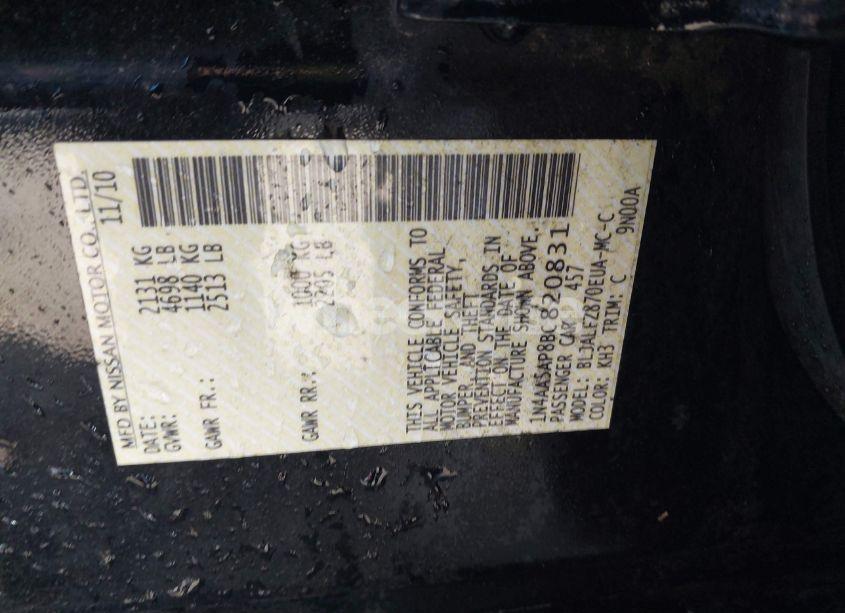 MFD BY NISSAN MOTOR CO., LTD.
DATE: 11/10
GVWR: 2131 KG
4698 LB
GAWR FR.: 1140 KG
2513 LB
GAWR RR.: KG
LB
THIS VEHICLE CONFORMS TO
ALL APPLICABLE FEDERAL
MOTOR VEHICLE SAFETY,
BUMPER, AND THEFT
PREVENTION STANDARDS IN
EFFECT ON THE DATE OF
MANUFACTURE SHOWN ABOVE.
1N4AA5AP8BC820831
PASSENGER CAR 457
MODEL: BLJALF2870EUA-MC-C
COLOR: KH3 TRIM: C 9N00A